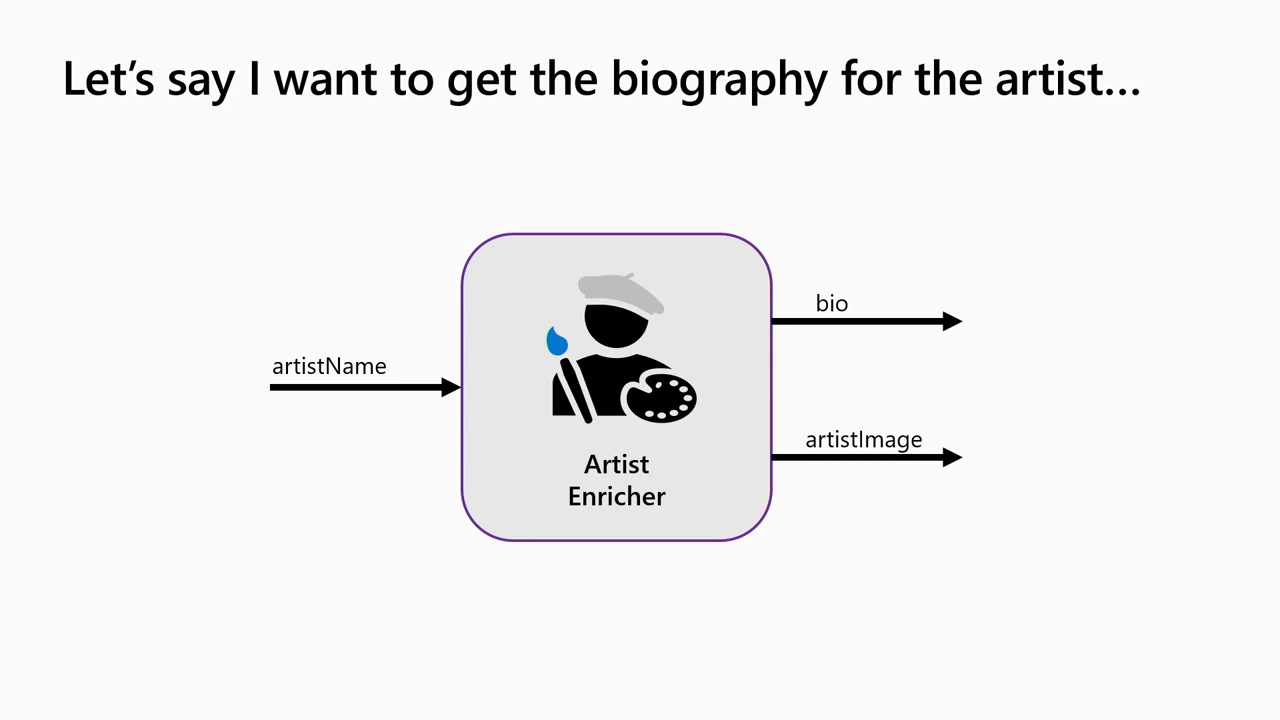 Let’s say I want to get the biography for the artist…
artistName
Artist
Enricher
bio
artistImage